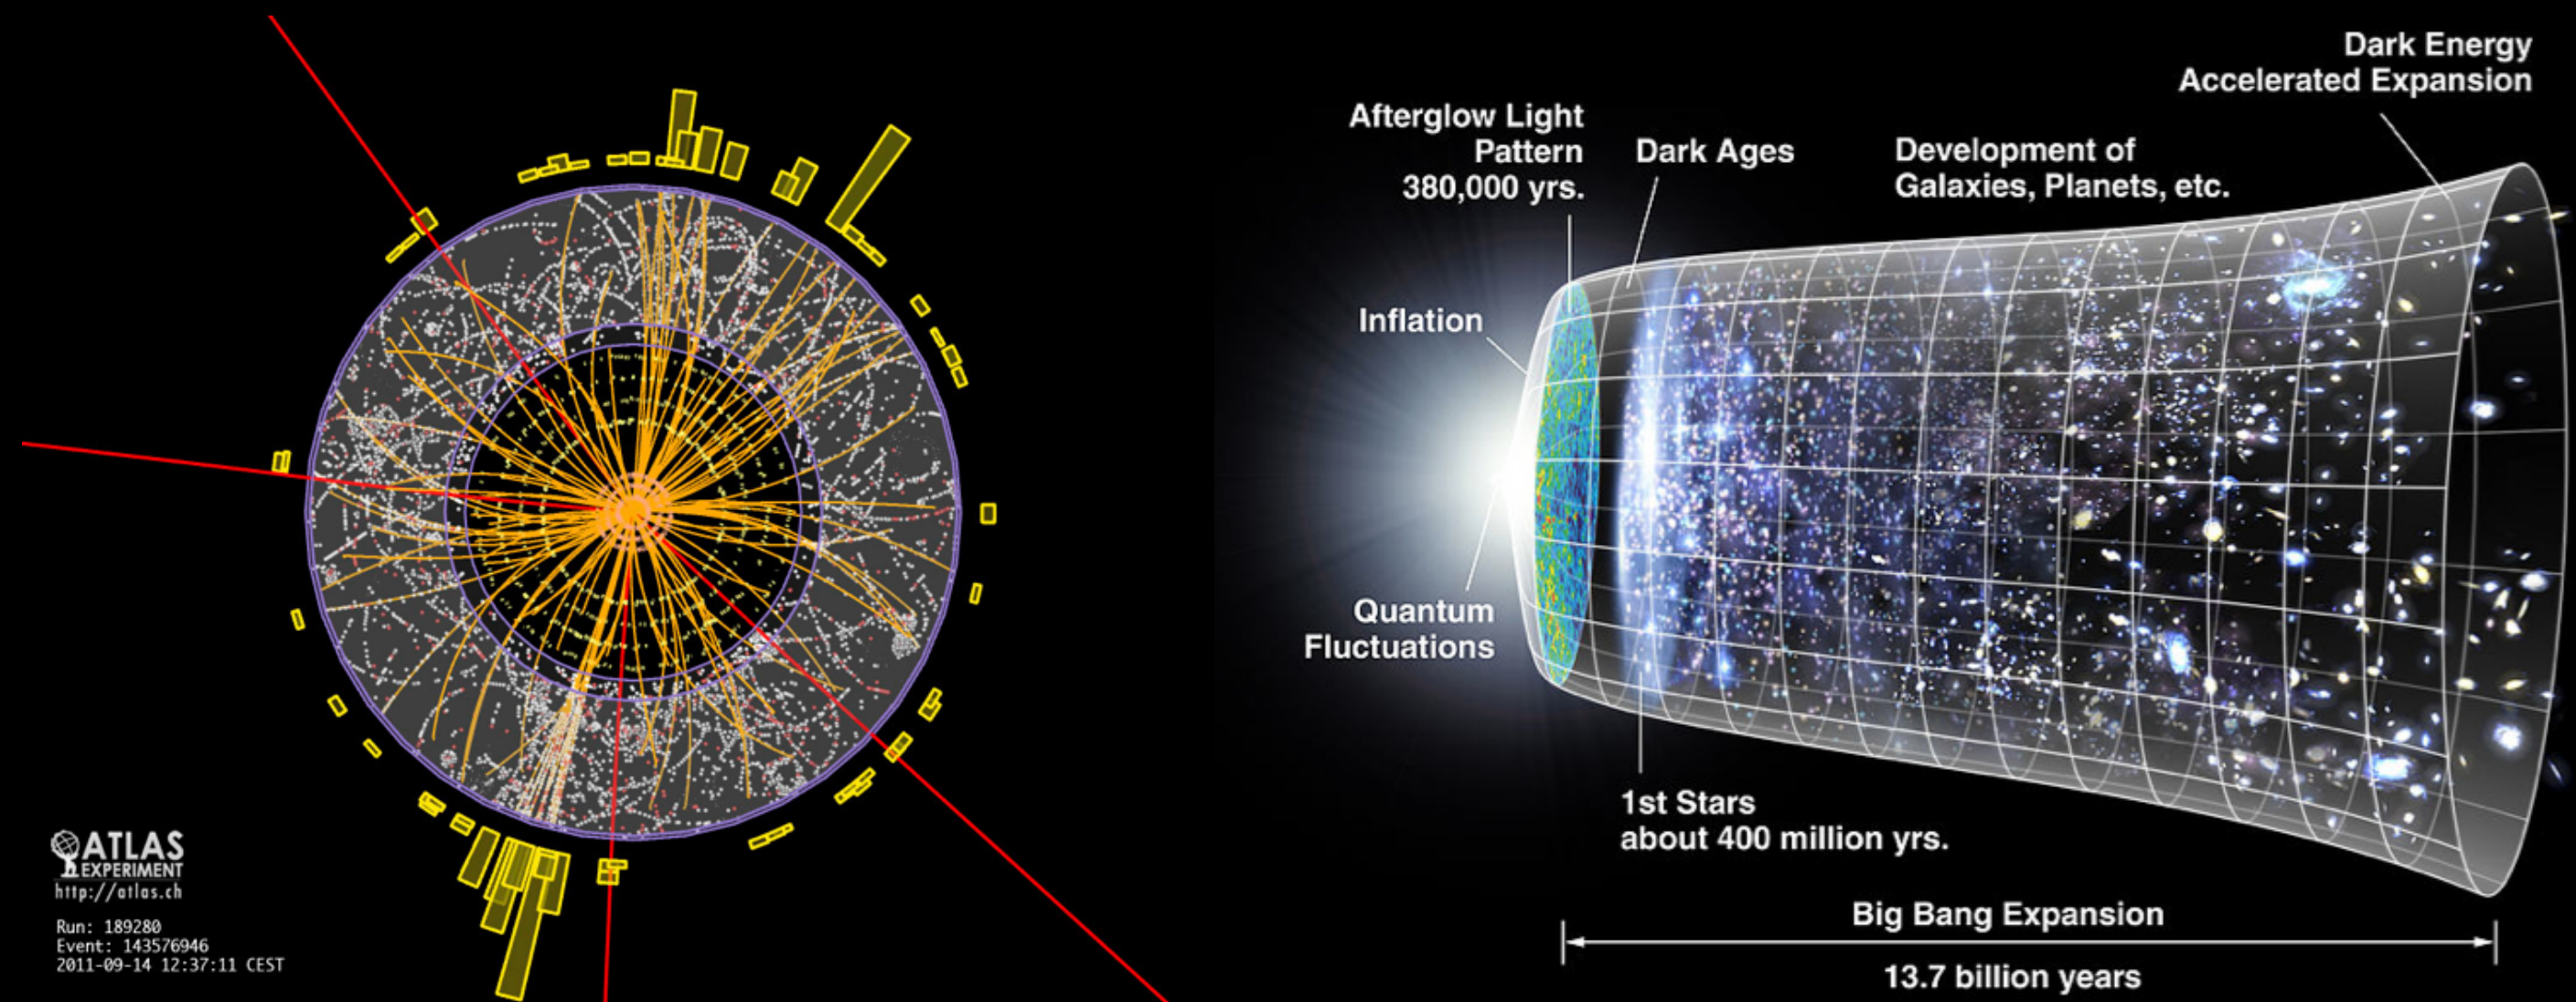 ATLAS
EXPERIMENT
http://atlas.ch
Run: 189280
Event: 143576946
2011-09-14 12:37:11 CEST
Dark Energy
Accelerated Expansion
Afterglow Light
Pattern
380,000 yrs.
Dark Ages
Development of
Galaxies, Planets, etc.
Inflation
Quantum
Fluctuations
1st Stars
about 400 million yrs.
Big Bang Expansion
13.7 billion years